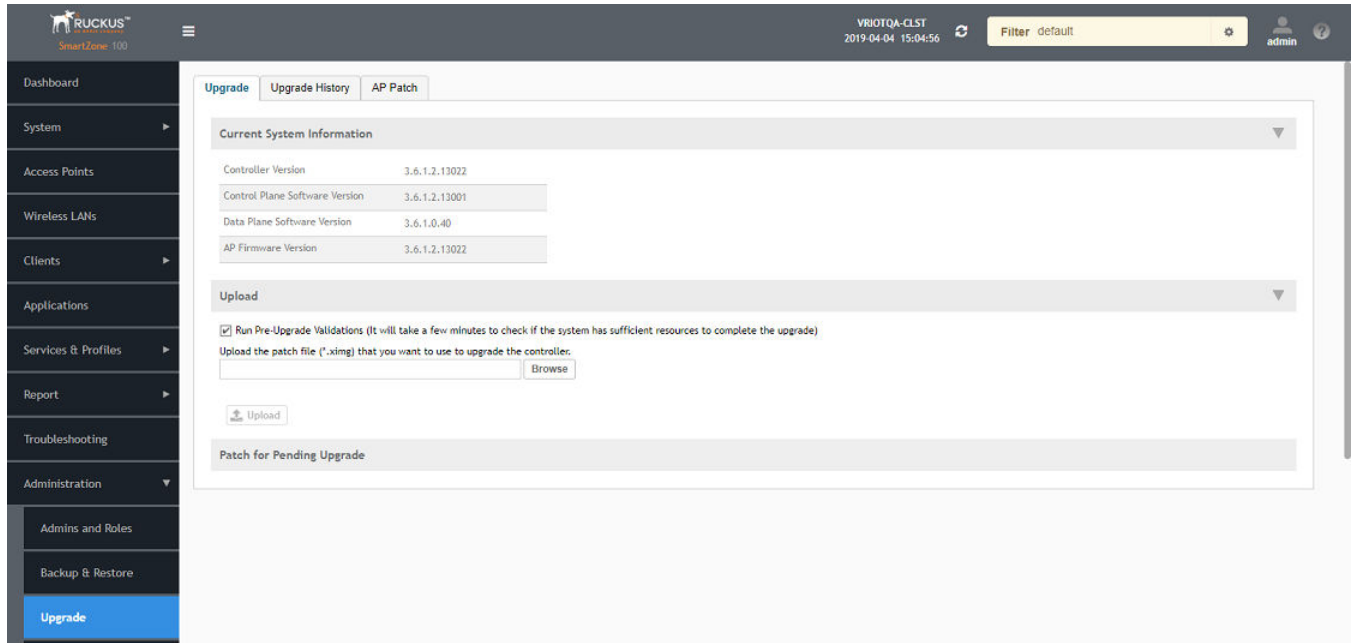 RUCKUS™
SmartZone 100
VRIOTQA-CLST
2019-04-04 15:04:56
Filter default
admin
Dashboard
System
Access Points
Wireless LANs
Clients
Applications
Services & Profiles
Report
Troubleshooting
Administration
Admins and Roles
Backup & Restore
Upgrade
Upgrade Upgrade History AP Patch
Current System Information
Controller Version 3.6.1.2.13022
Control Plane Software Version 3.6.1.2.13001
Data Plane Software Version 3.6.1.0.40
AP Firmware Version 3.6.1.2.13022
Upload
Run Pre-Upgrade Validations (It will take a few minutes to check if the system has sufficient resources to complete the upgrade)
Upload the patch file (*.ximg) that you want to use to upgrade the controller.
Browse
Upload
Patch for Pending Upgrade